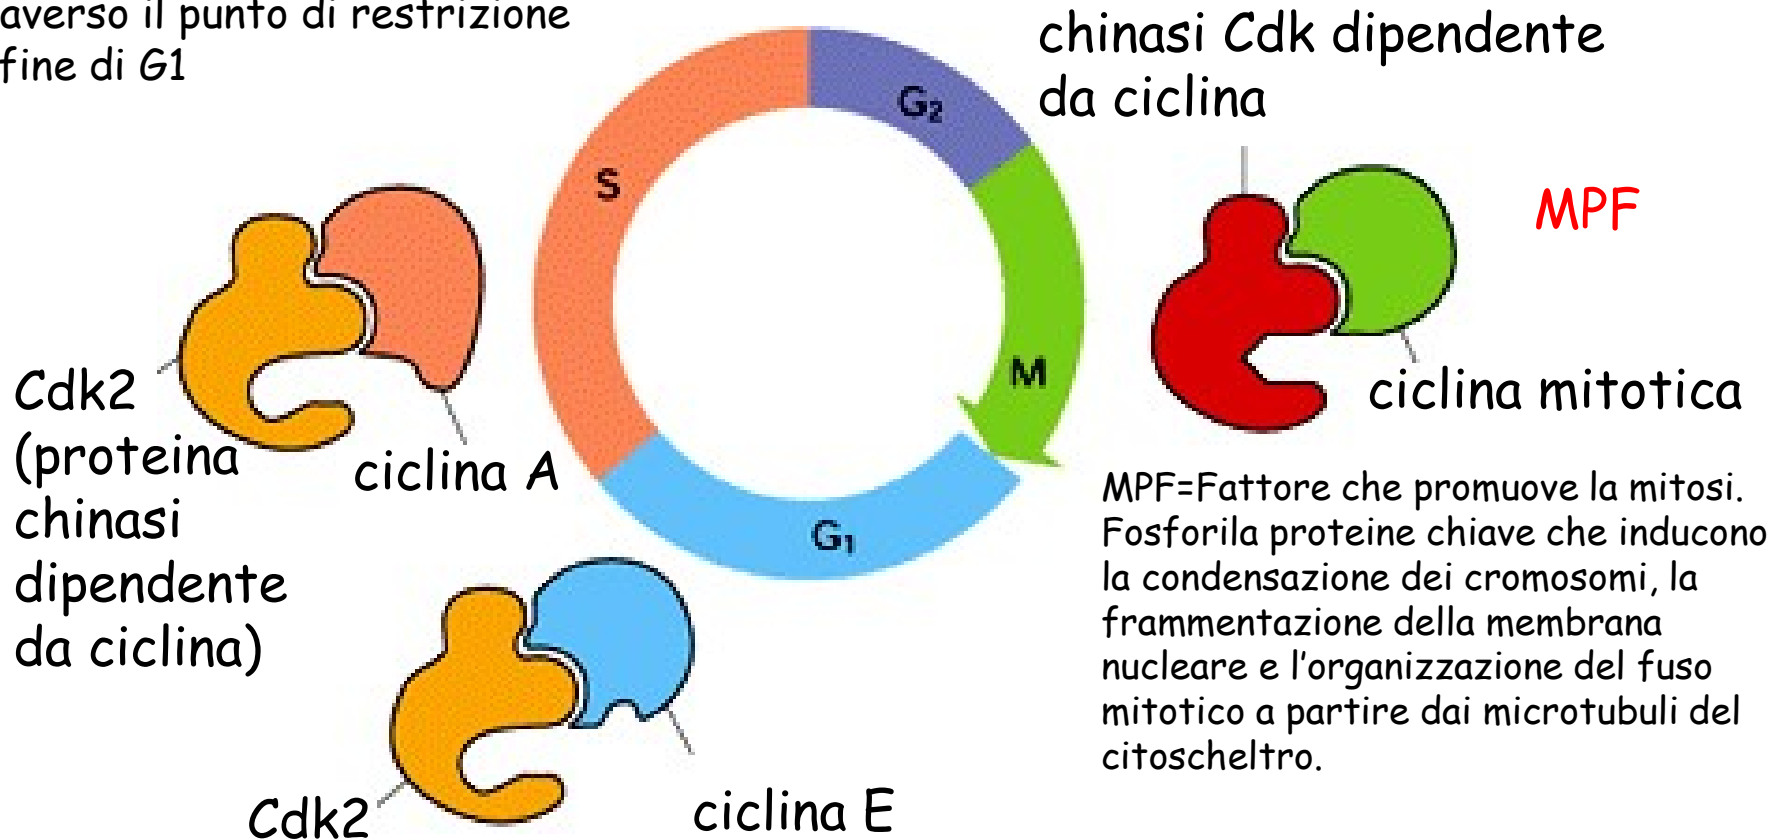 averso il punto di restrizione
fine di G1
chinasi Cdk dipendente
da ciclina
G2
S
MPF
M
ciclina mitotica
Cdk2
(proteina
chinasi
dipendente
da ciclina)
ciclina A
G1
MPF=Fattore che promuove la mitosi.
Fosforila proteine chiave che inducono
la condensazione dei cromosomi, la
frammentazione della membrana
nucleare e l'organizzazione del fuso
mitotico a partire dai microtubuli del
citoscheltro.
Cdk2
ciclina E